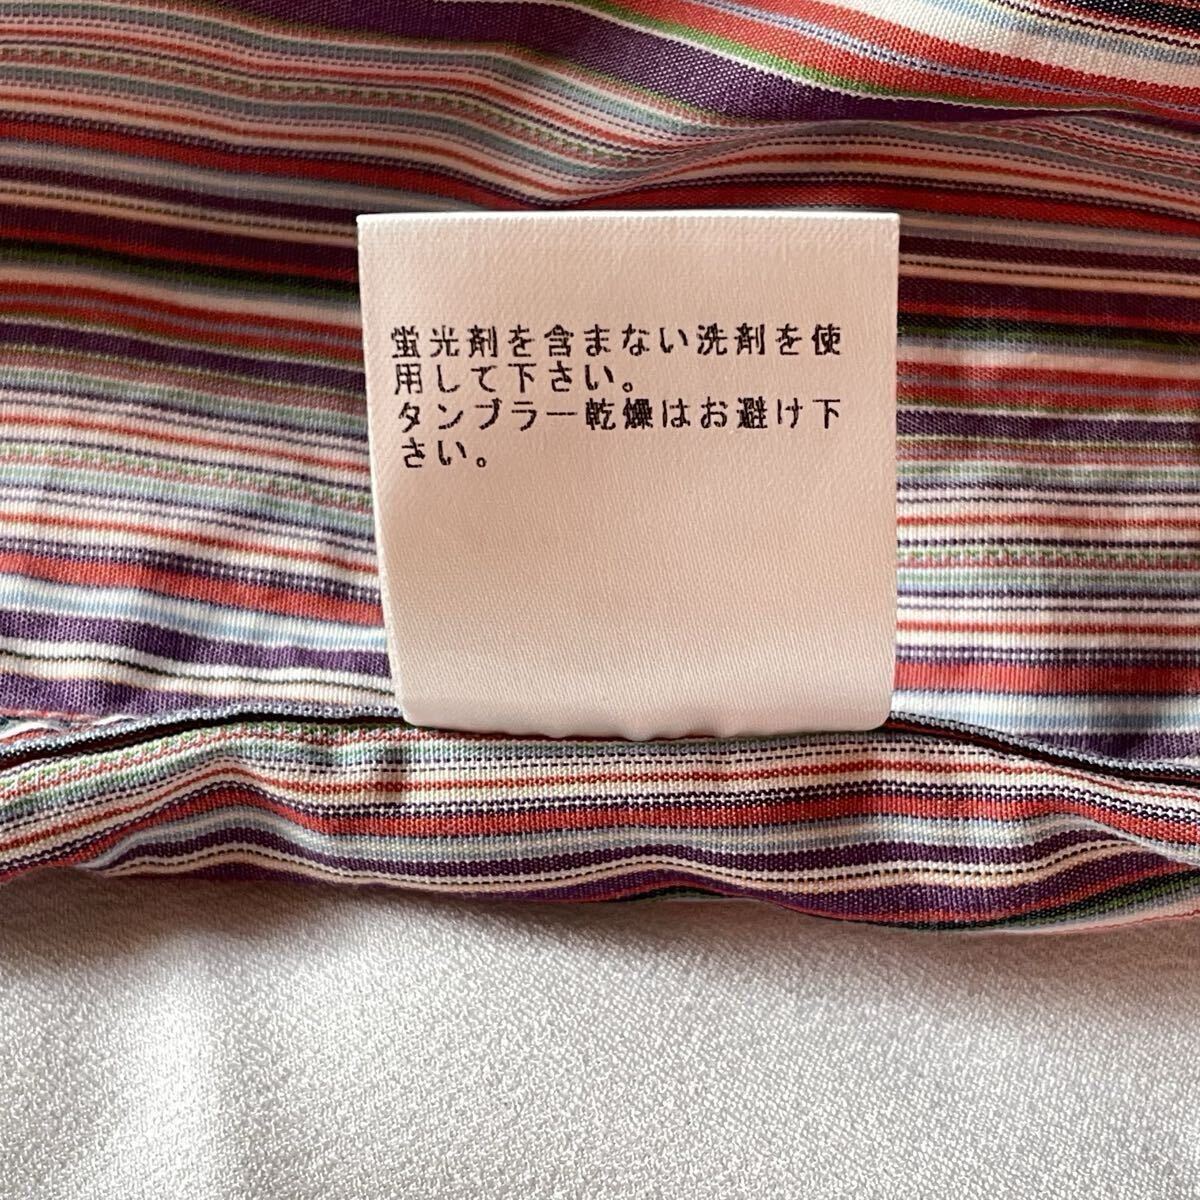 蛍光剤を含まない洗剤を使
用して下さい。
タンブラー乾燥はお避け下
さい。